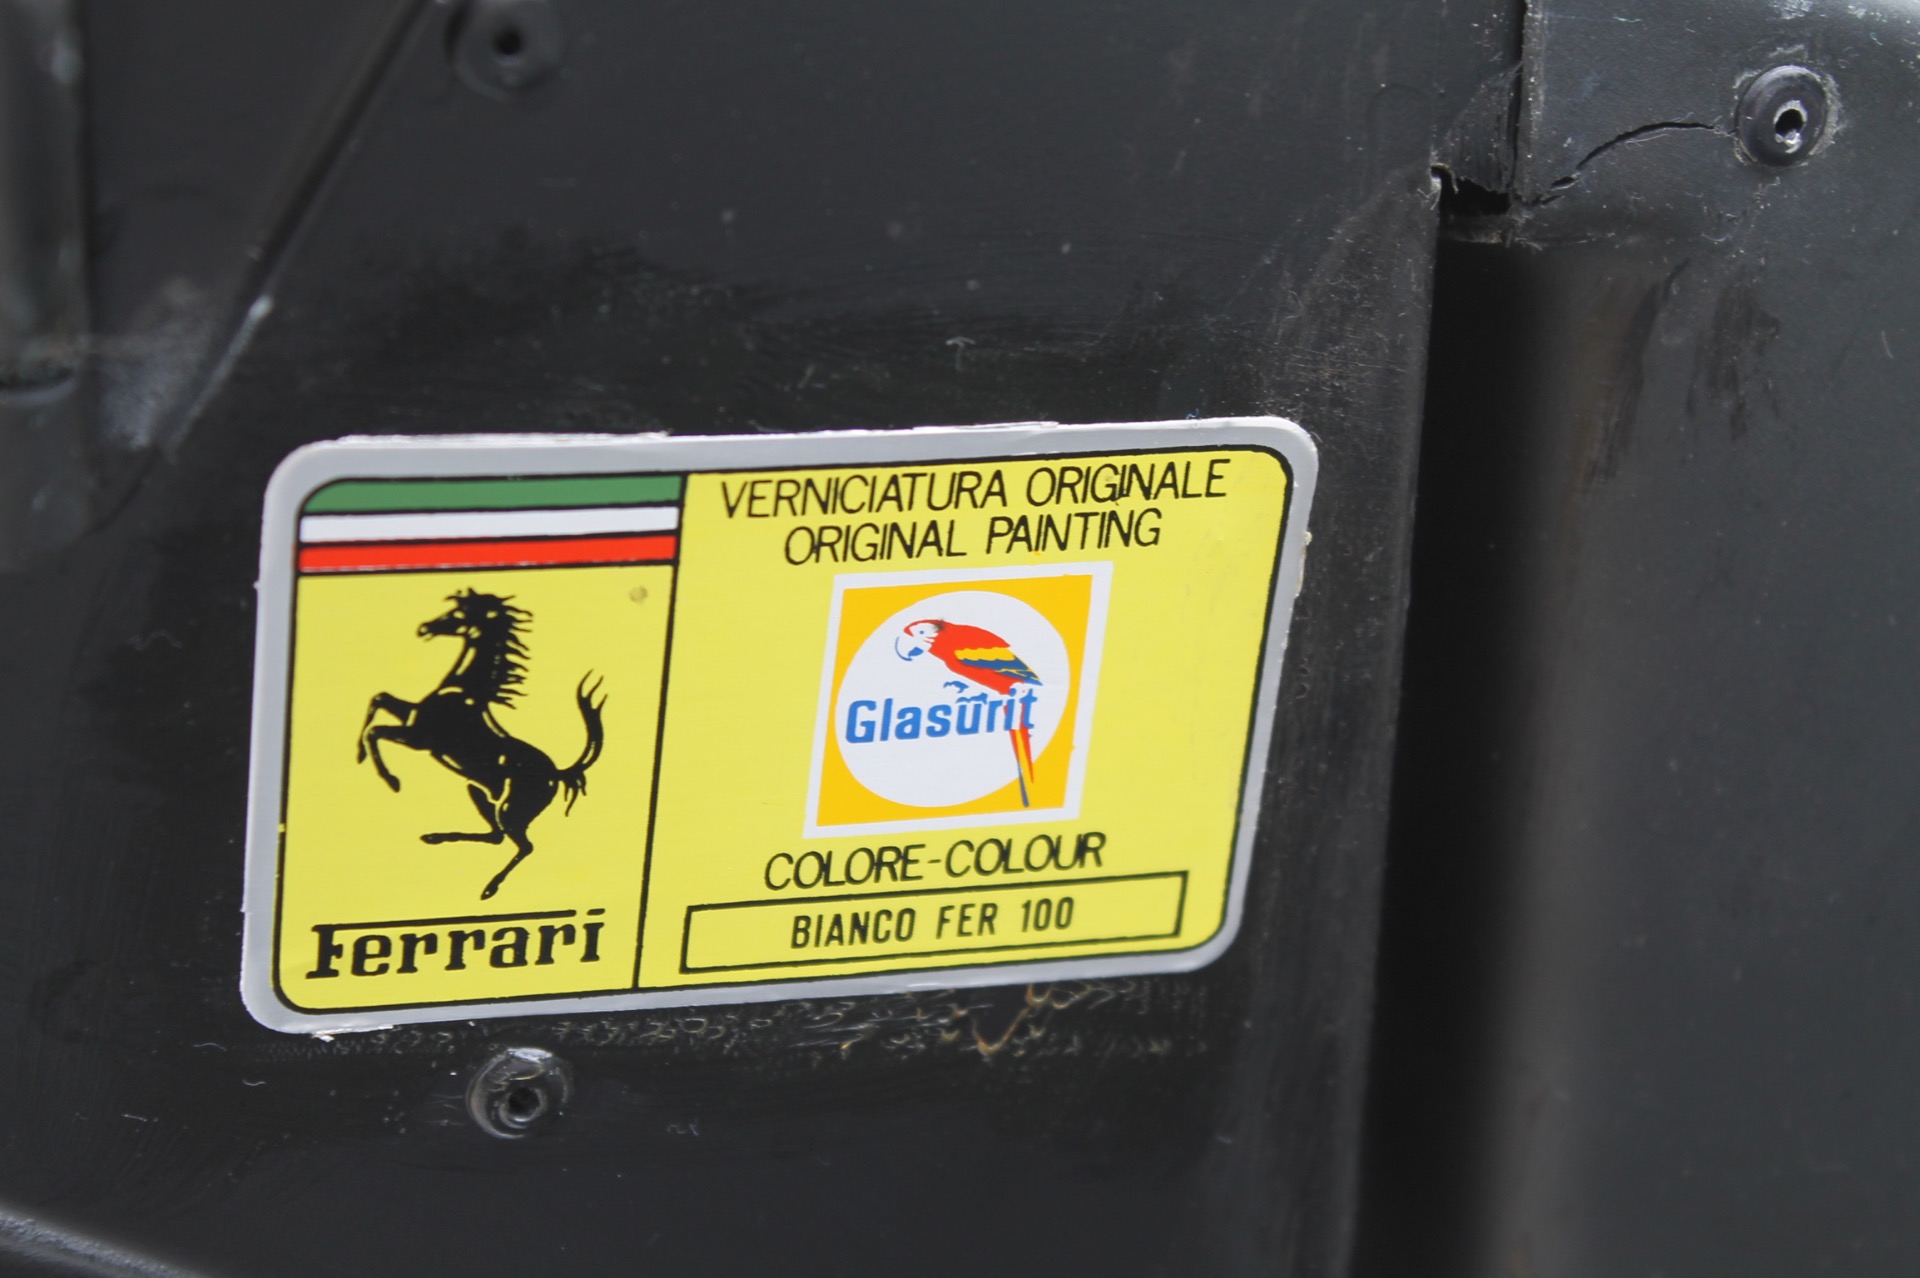 VERNICIATURA ORIGINALE
ORIGINAL PAINTING
Glasurit
COLORE-COLOUR
BIANCO FER 100
Ferrari